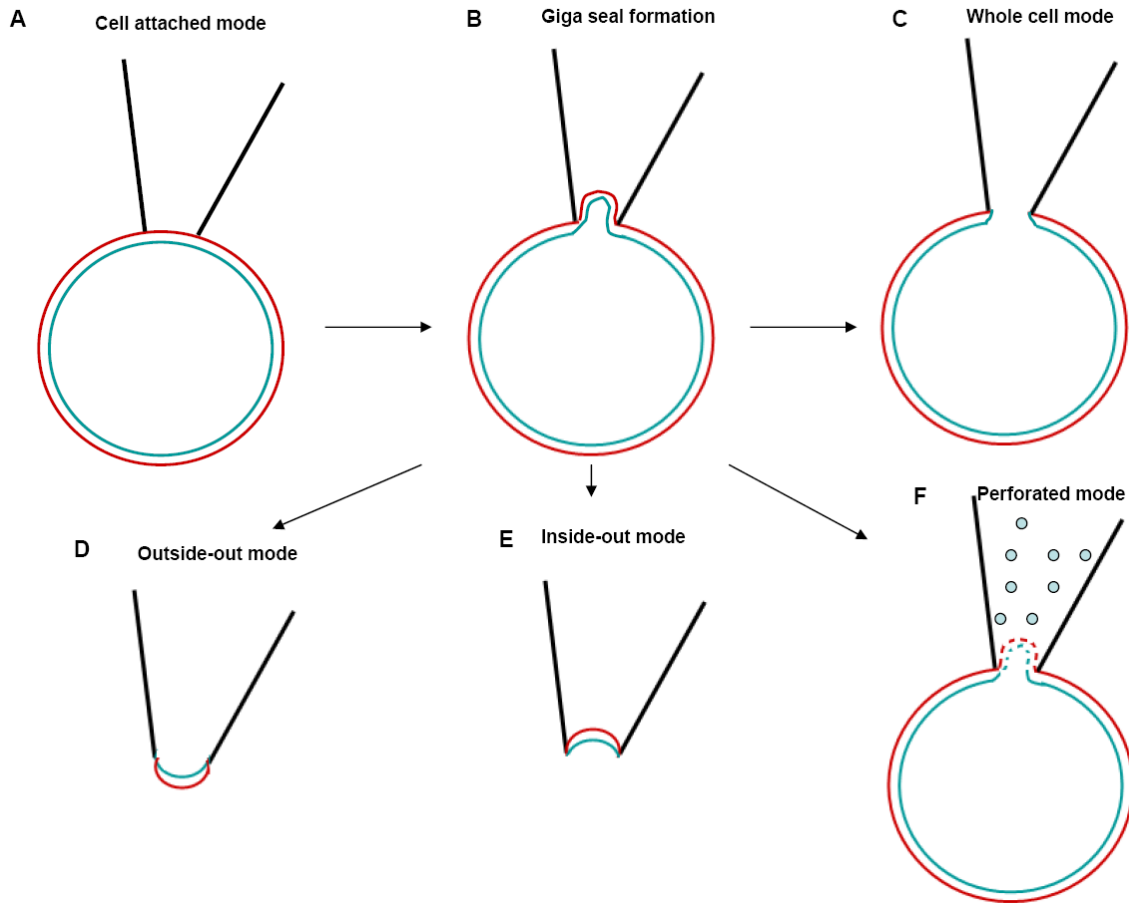 A
Cell attached mode
B
Giga seal formation
C
Whole cell mode
D
Outside-out mode
E
Inside-out mode
F
Perforated mode